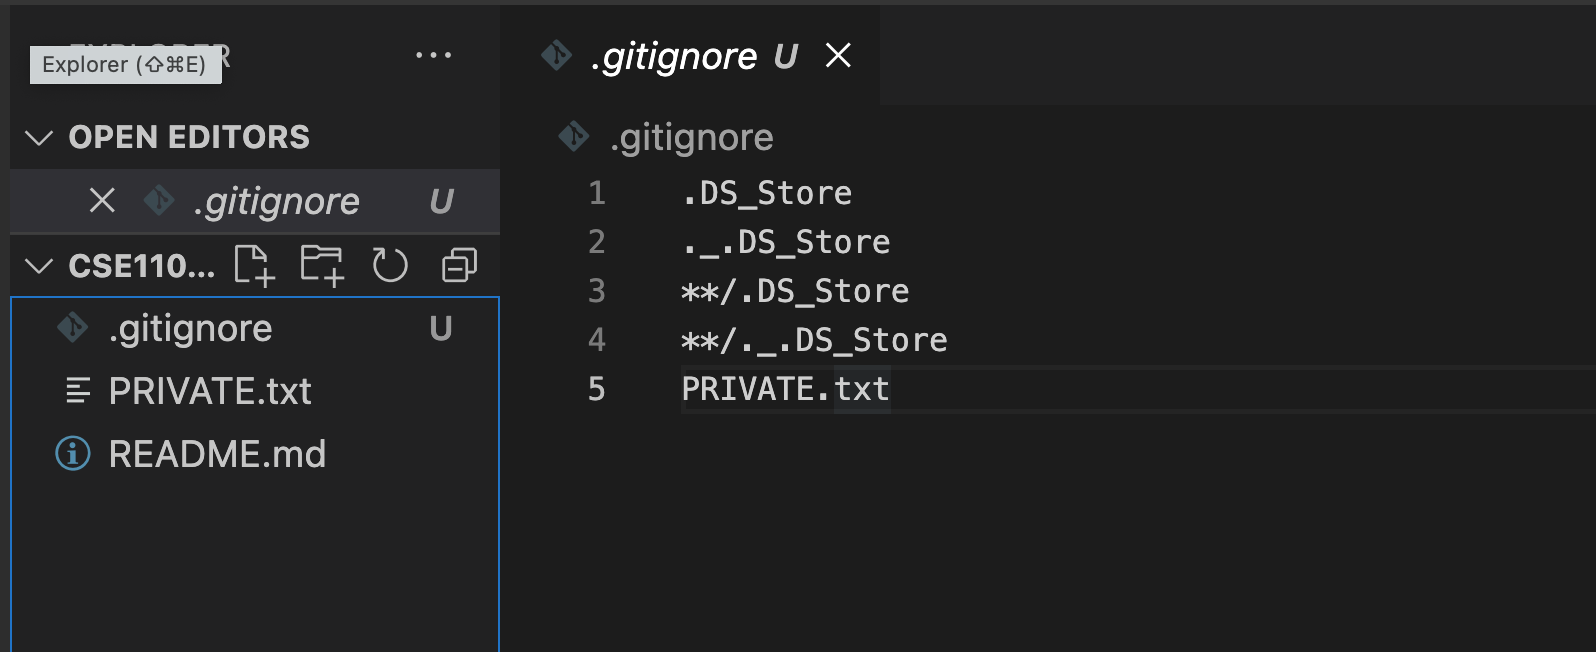 EXPLORER
Explorer (⇧⌘E)
OPEN EDITORS
.gitignore U
CSE110...
.gitignore U
PRIVATE.txt
README.md
.gitignore U
.gitignore
1 .DS_Store
2 ._.DS_Store
3 **/.DS_Store
4 **/._.DS_Store
5 PRIVATE.txt